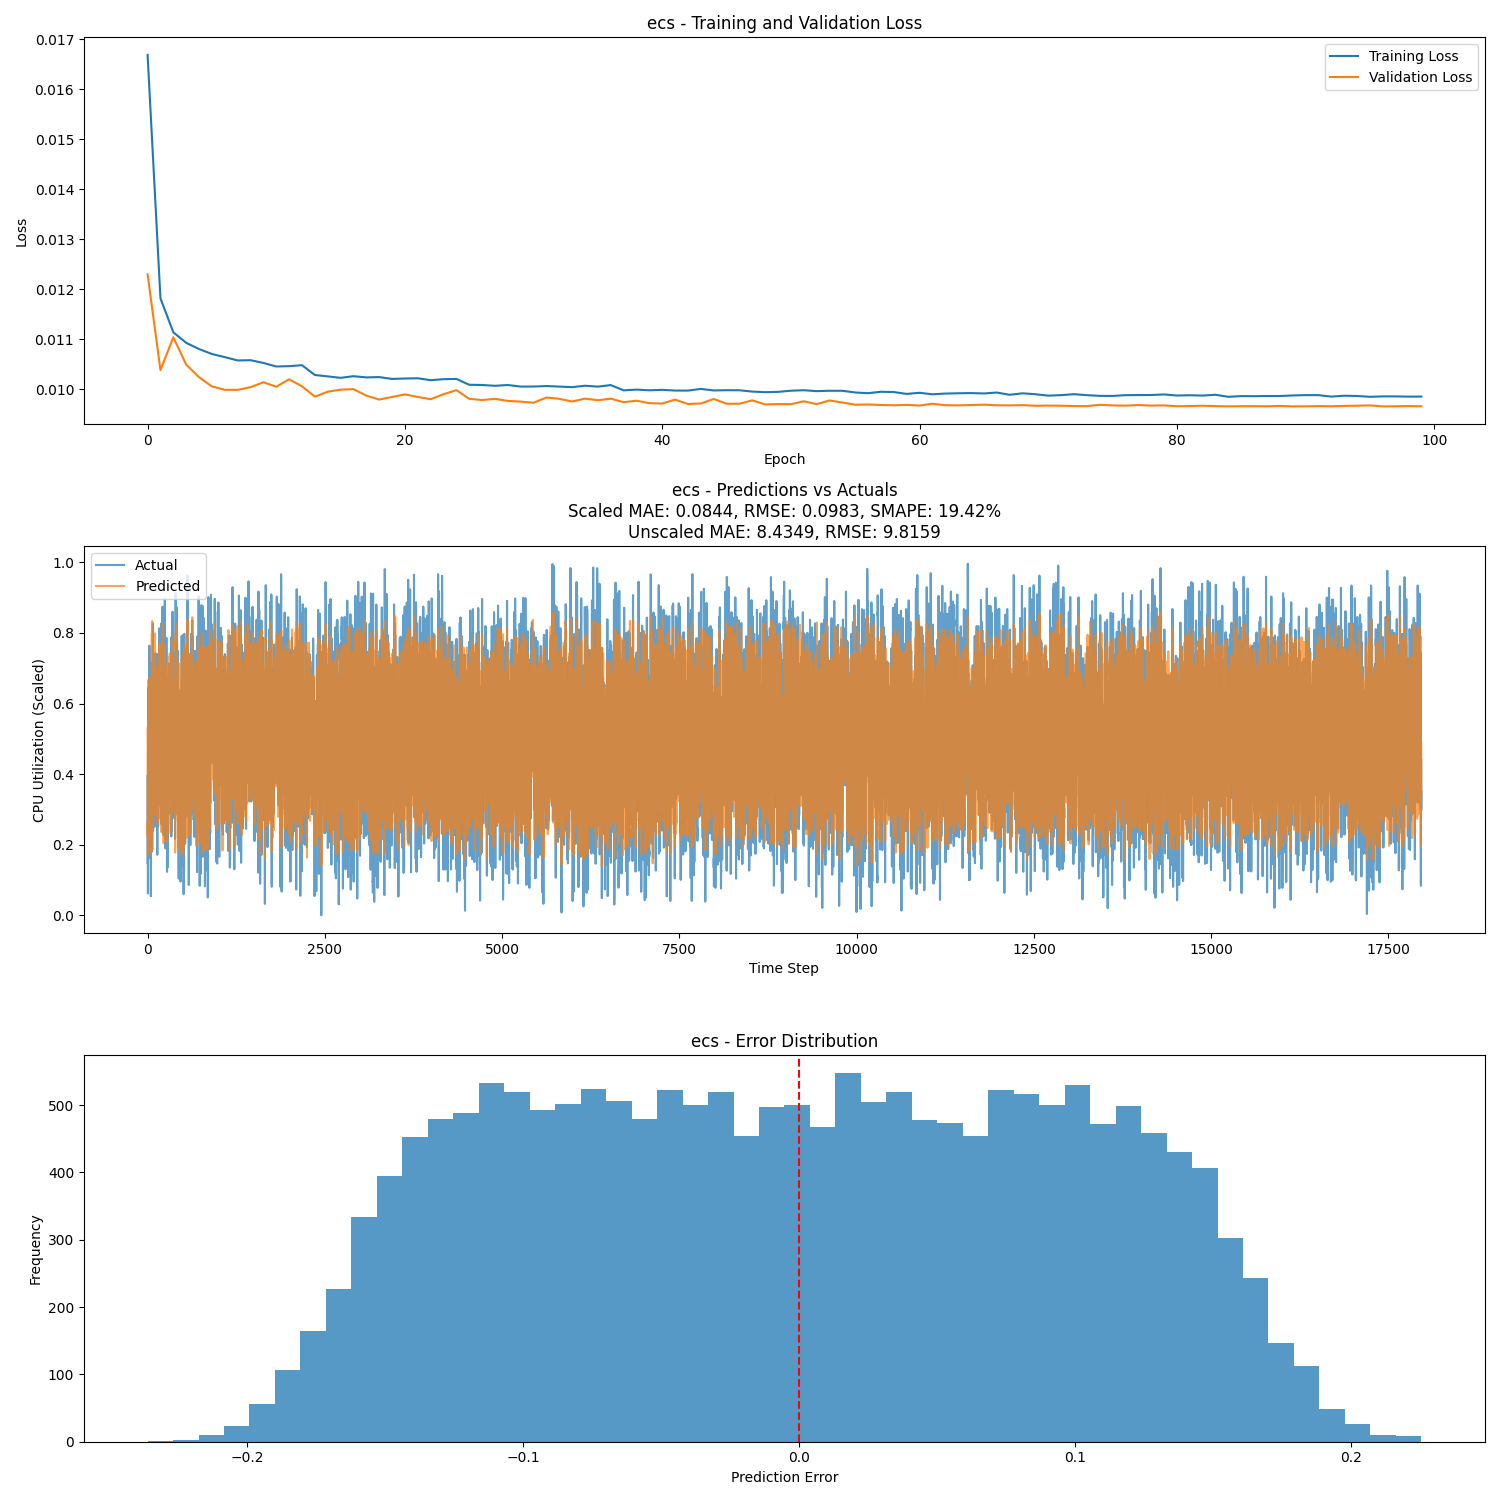 ecs - Training and Validation Loss
0.017
0.016
0.015
0.014
0.013
0.012
0.011
0.010
Loss
Training Loss
Validation Loss
0 20 40 60 80 100
Epoch
ecs - Predictions vs Actuals
Scaled MAE: 0.0844, RMSE: 0.0983, SMAPE: 19.42%
Unscaled MAE: 8.4349, RMSE: 9.8159
1.0
0.8
0.6
0.4
0.2
0.0
CPU Utilization (Scaled)
Actual
Predicted
0 2500 5000 7500 10000 12500 15000 17500
Time Step
ecs - Error Distribution
500
400
300
200
100
0
Frequency
−0.2 −0.1 0.0 0.1 0.2
Prediction Error